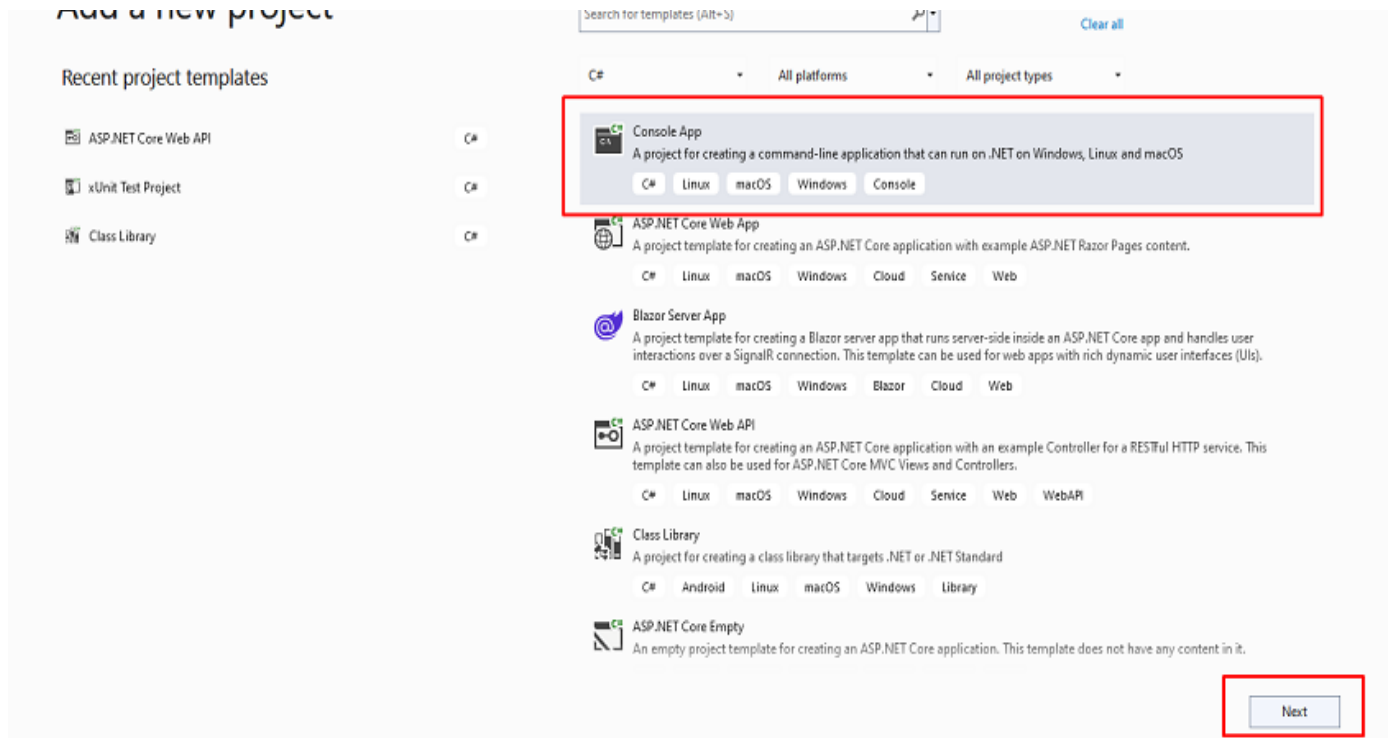 Add a new project
Search for templates (Alt+S)
Clear all
Recent project templates
C#
All platforms
All project types
ASP.NET Core Web API
C#
xUnit Test Project
C#
Class Library
C#
Console App
A project for creating a command-line application that can run on .NET on Windows, Linux and macOS
C# Linux macOS Windows Console
ASP.NET Core Web App
A project template for creating an ASP.NET Core application with example ASP.NET Razor Pages content.
C# Linux macOS Windows Cloud Service Web
Blazor Server App
A project template for creating a Blazor server app that runs server-side inside an ASP.NET Core app and handles user
interactions over a SignalR connection. This template can be used for web apps with rich dynamic user interfaces (UIs).
C# Linux macOS Windows Blazor Cloud Web
ASP.NET Core Web API
A project template for creating an ASP.NET Core application with an example Controller for a RESTful HTTP service. This
template can also be used for ASP.NET Core MVC Views and Controllers.
C# Linux macOS Windows Cloud Service Web WebAPI
Class Library
A project for creating a class library that targets .NET or .NET Standard
C# Android Linux macOS Windows Library
ASP.NET Core Empty
An empty project template for creating an ASP.NET Core application. This template does not have any content in it.
Next